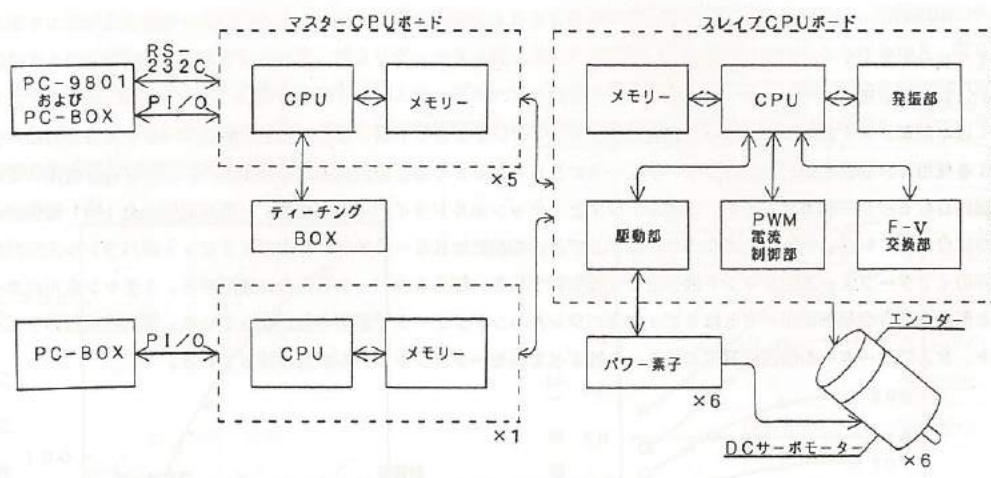 マスターCPUボード
スレイブCPUボード
RS-
232C
PC-9801
および
PC-BOX
PI/O
CPU
メモリー
×5
メモリー
CPU
発振部
ティーチング
BOX
駆動部
PWM
電流
制御部
F-V
交換部
PC-BOX
PI/O
CPU
メモリー
×1
パワー素子
×6
エンコダー
DCサーボモーター
×6